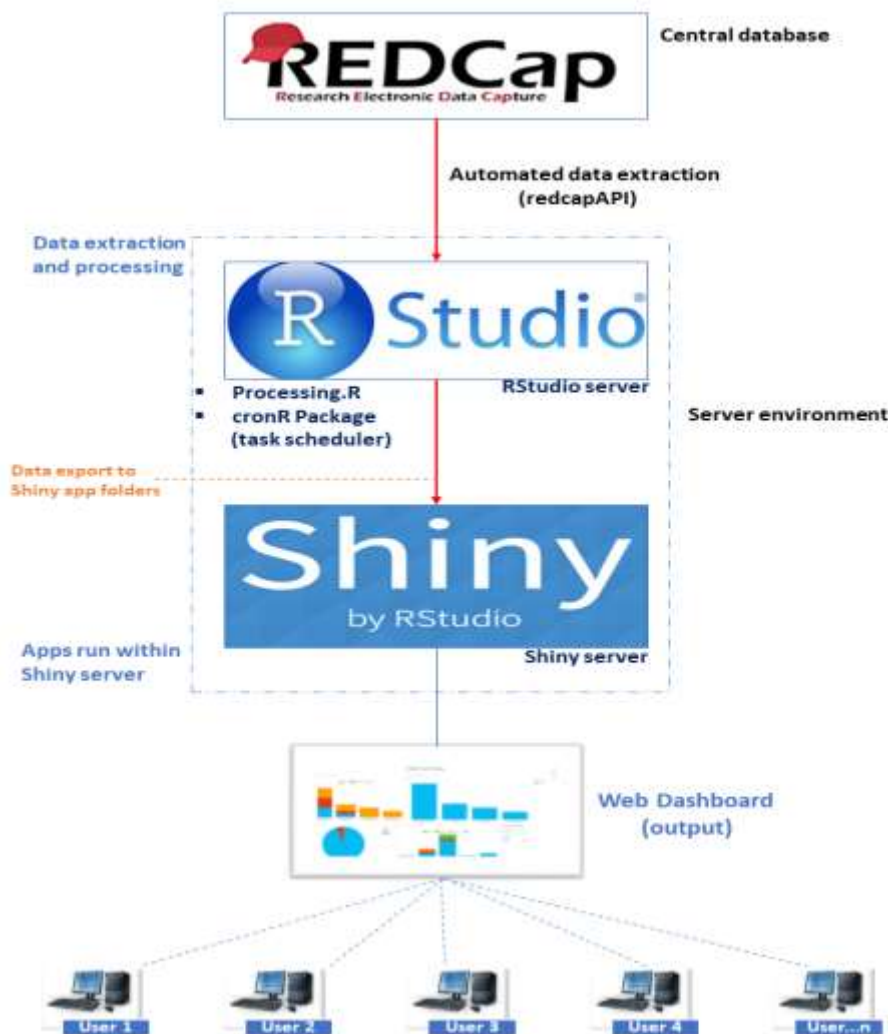 REDCap
Research Electronic Data Capture
Central database
Automated data extraction
(redcapAPI)
Data extraction
and processing
R Studio
®
RStudio server
▪ Processing.R
▪ cronR Package
(task scheduler)
Server environment
Data export to
Shiny app folders
Shiny
by RStudio
Shiny server
Apps run within
Shiny server
Web Dashboard
(output)
User 1
User 2
User 3
User 4
User...n